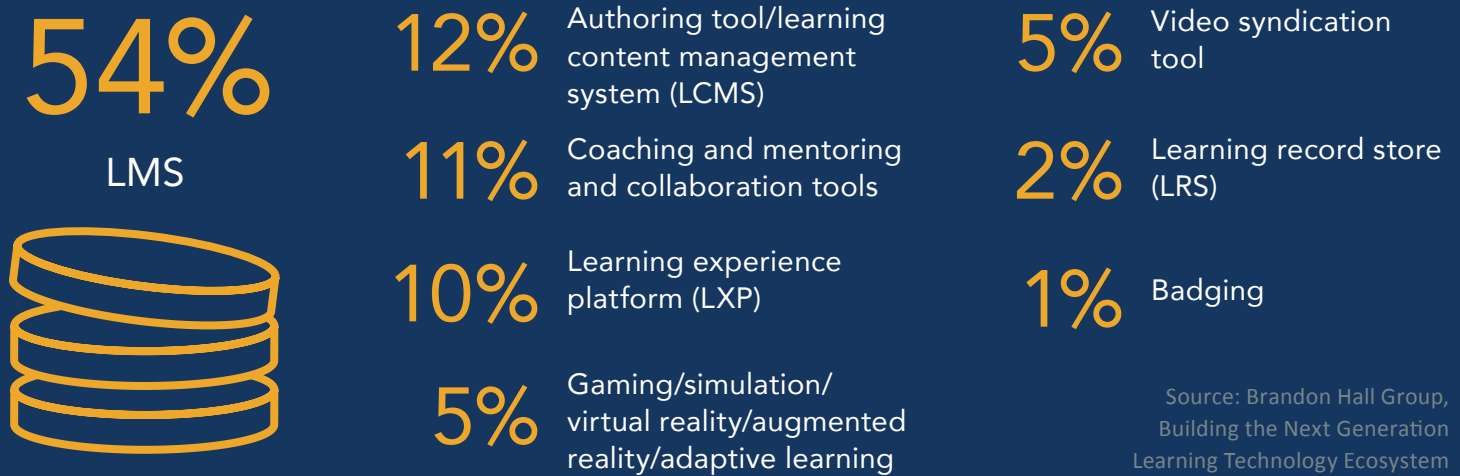 54%
LMS
12%
Authoring tool/learning
content management
system (LCMS)
11%
Coaching and mentoring
and collaboration tools
10%
Learning experience
platform (LXP)
5%
Gaming/simulation/
virtual reality/augmented
reality/adaptive learning
5%
Video syndication
tool
2%
Learning record store
(LRS)
1%
Badging
Source: Brandon Hall Group,
Building the Next Generation
Learning Technology Ecosystem